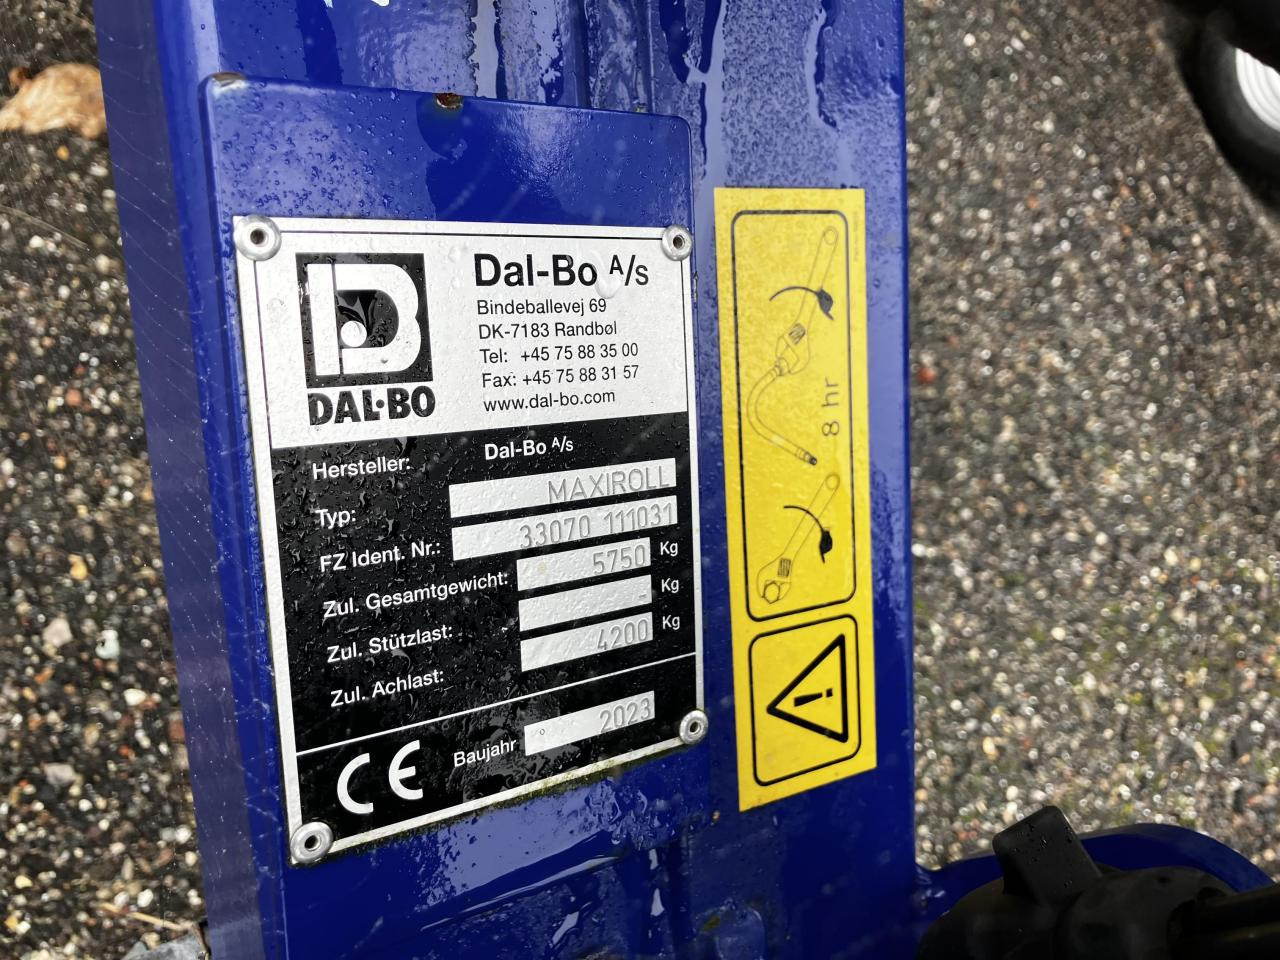 Dal-Bo A/s
Bindeballevej 69
DK-7183 Randbøl
Tel: +45 75 88 35 00
Fax: +45 75 88 31 57
www.dal-bo.com
DAL·BO
Hersteller: Dal-Bo A/s
Typ: MAXIROLL
FZ Ident. Nr.: 33070 111031
Zul. Gesamtgewicht: 5750 Kg
Zul. Stützlast: - Kg
Zul. Achlast: 4200 Kg
CE Baujahr 2023
8 hr
!